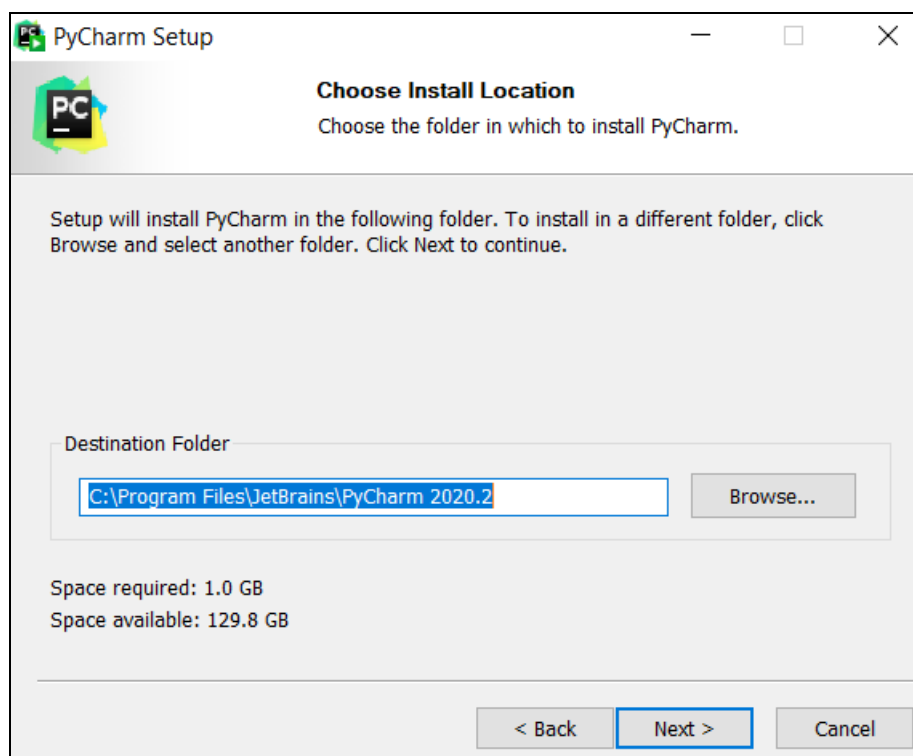 PyCharm Setup
PC
Choose Install Location
Choose the folder in which to install PyCharm.
Setup will install PyCharm in the following folder. To install in a different folder, click
Browse and select another folder. Click Next to continue.
Destination Folder
C:\Program Files\JetBrains\PyCharm 2020.2
Browse...
Space required: 1.0 GB
Space available: 129.8 GB
< Back
Next >
Cancel